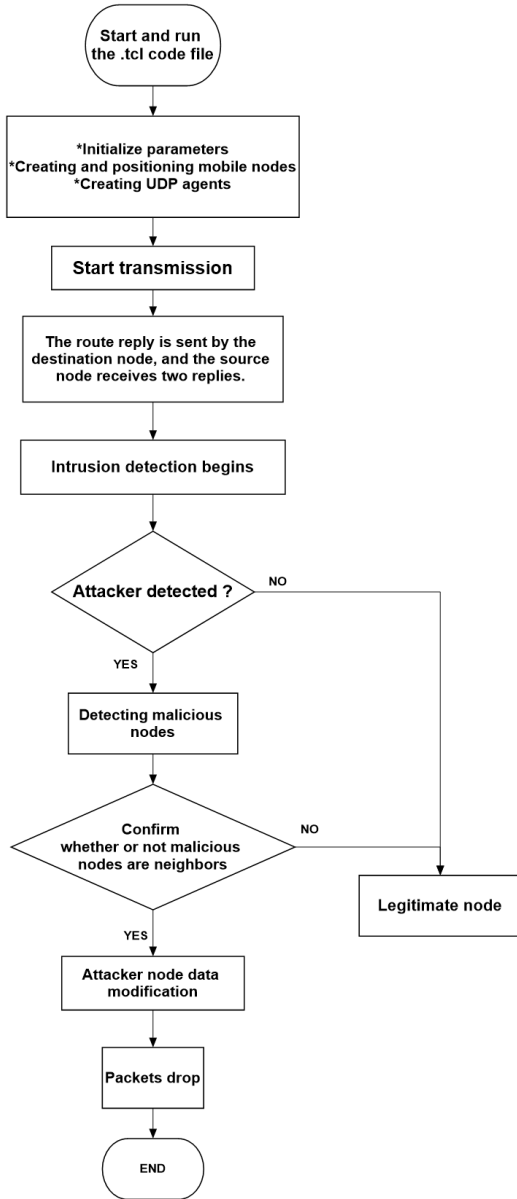 Start and run
the .tcl code file
*Initialize parameters
*Creating and positioning mobile nodes
*Creating UDP agents
Start transmission
The route reply is sent by the
destination node, and the source
node receives two replies.
Intrusion detection begins
Attacker detected ?
NO
YES
Detecting malicious
nodes
Confirm
whether or not malicious
nodes are neighbors
NO
Legitimate node
YES
Attacker node data
modification
Packets drop
END